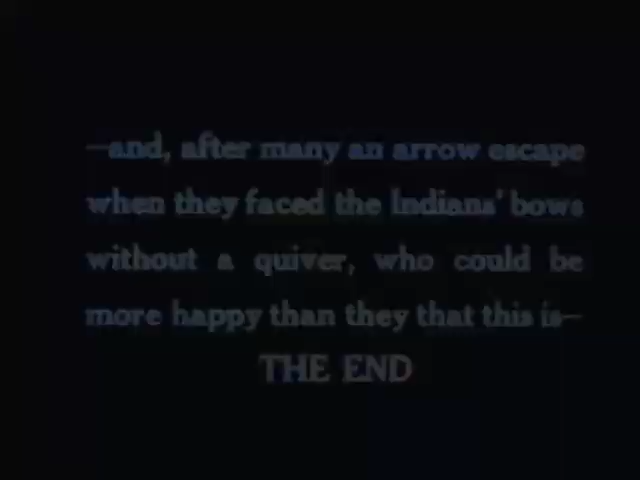 —and, after many an arrow escape
when they faced the Indians' bows
without a quiver, who could be
more happy than they that this is—
THE END